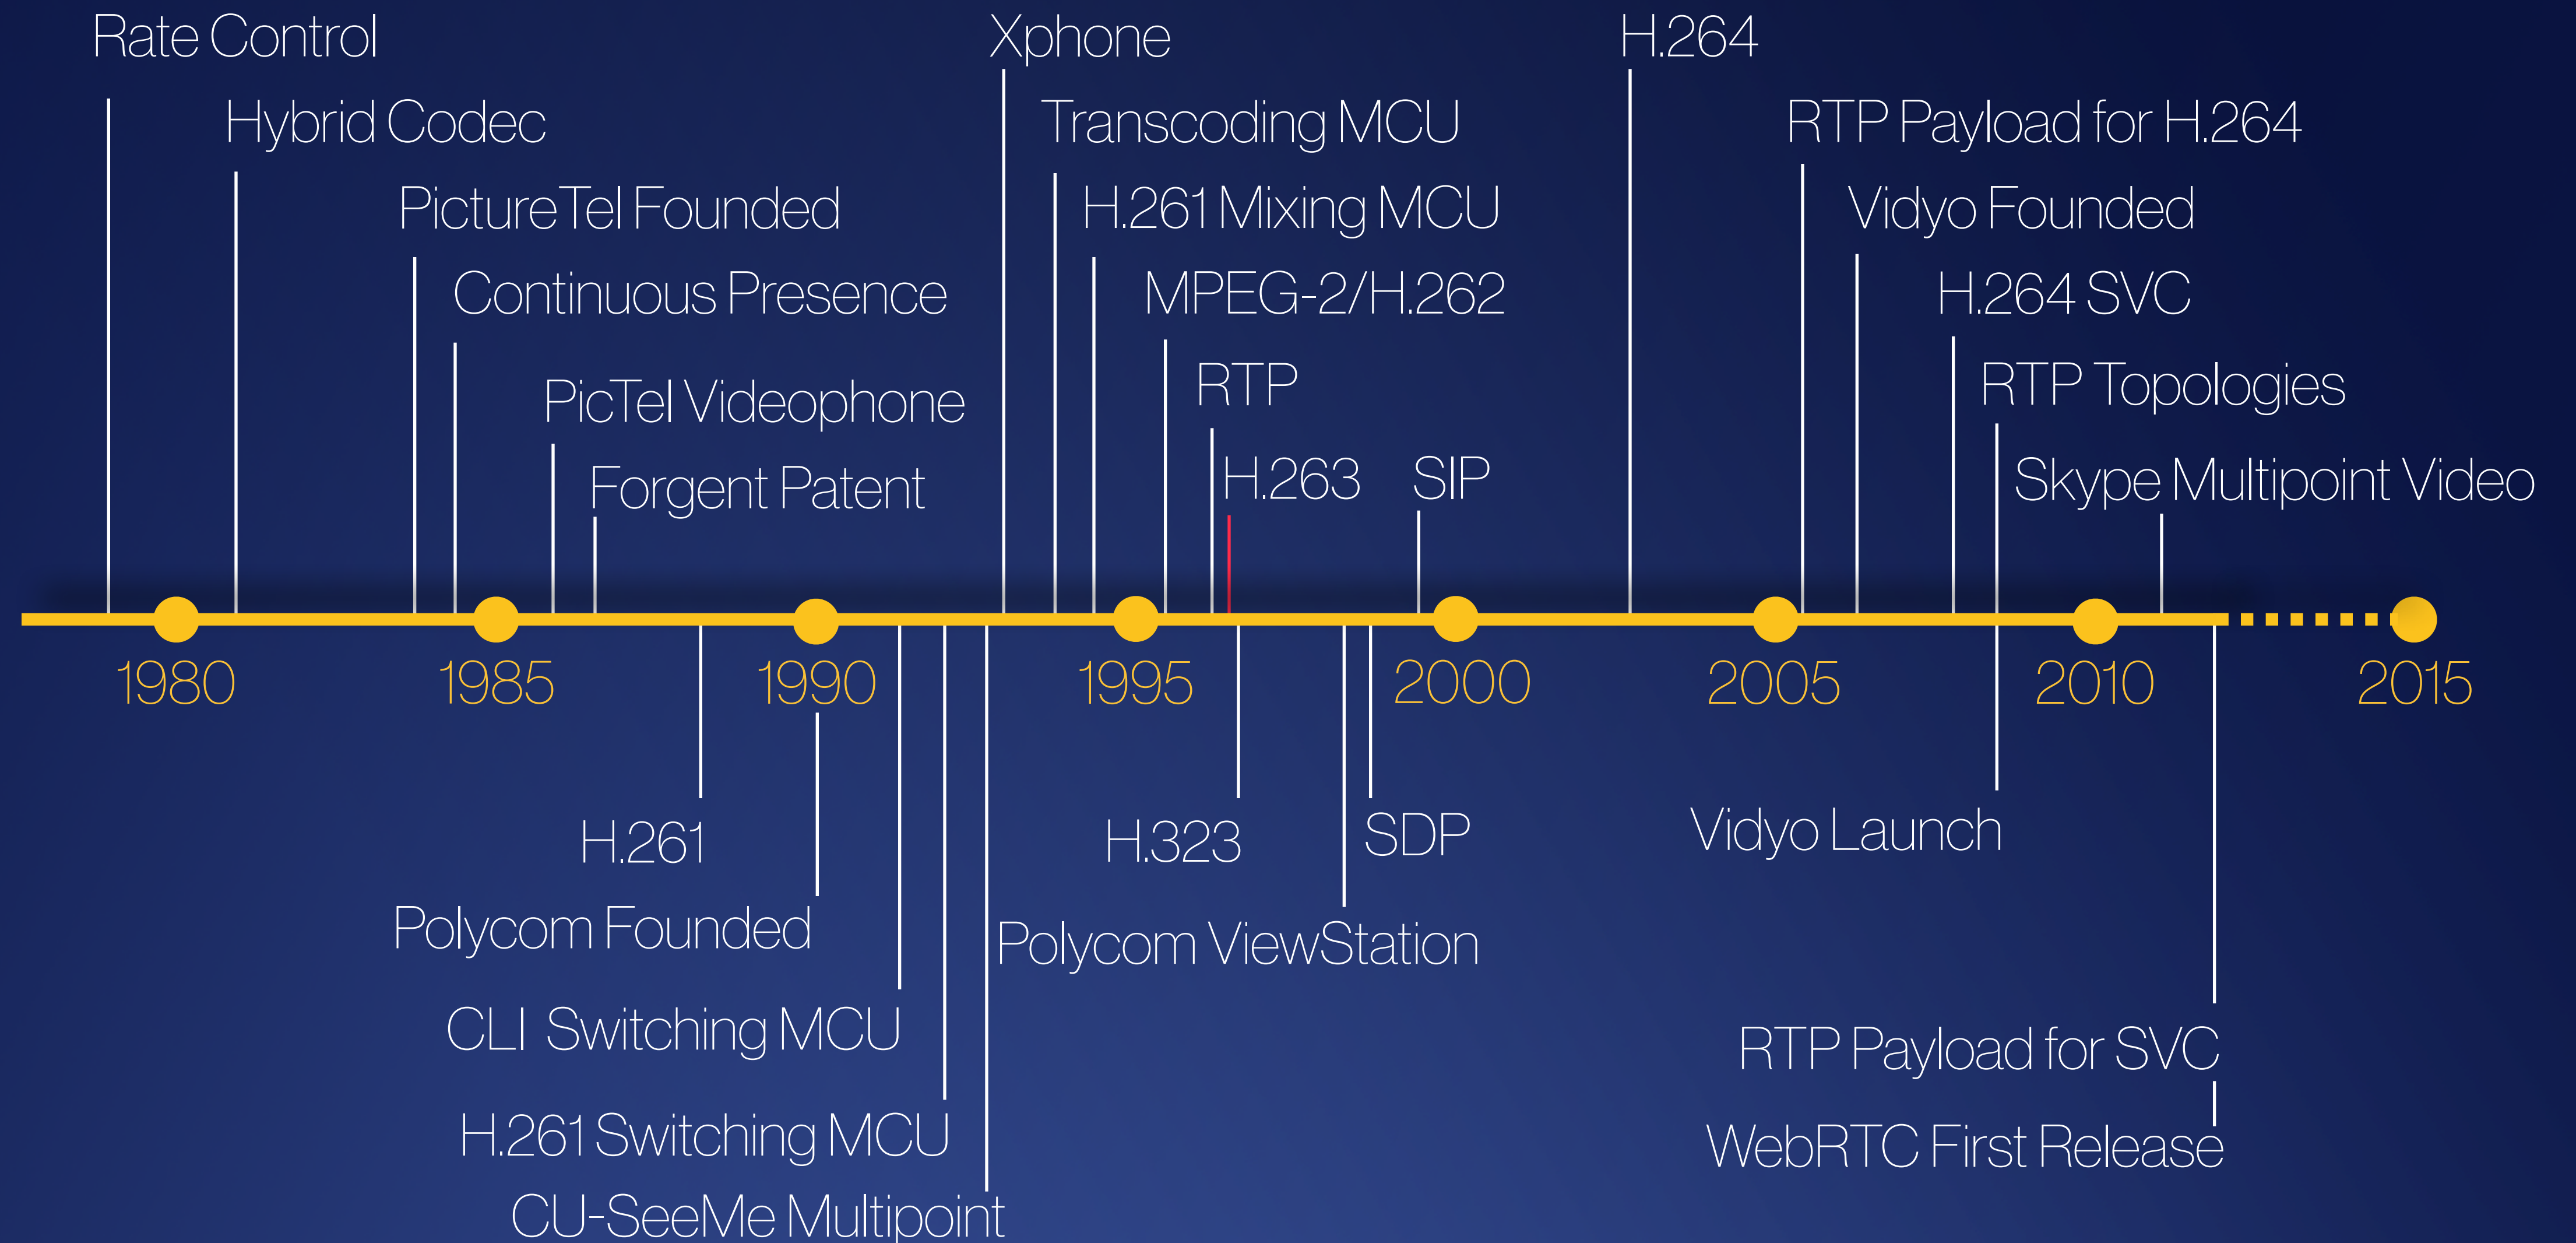 Rate Control
Xphone
H.264
Hybrid Codec
Transcoding MCU
RTP Payload for H.264
PictureTel Founded
H.261 Mixing MCU
Vidyo Founded
Continuous Presence
MPEG-2/H.262
H.264 SVC
RTP
RTP Topologies
PicTel Videophone
H.263
SIP
Skype Multipoint Video
Forgent Patent
1980
1985
1990
1995
2000
2005
2010
2015
H.261
H.323
SDP
Vidyo Launch
Polycom Founded
Polycom ViewStation
CLI Switching MCU
RTP Payload for SVC
H.261 Switching MCU
WebRTC First Release
CU-SeeMe Multipoint